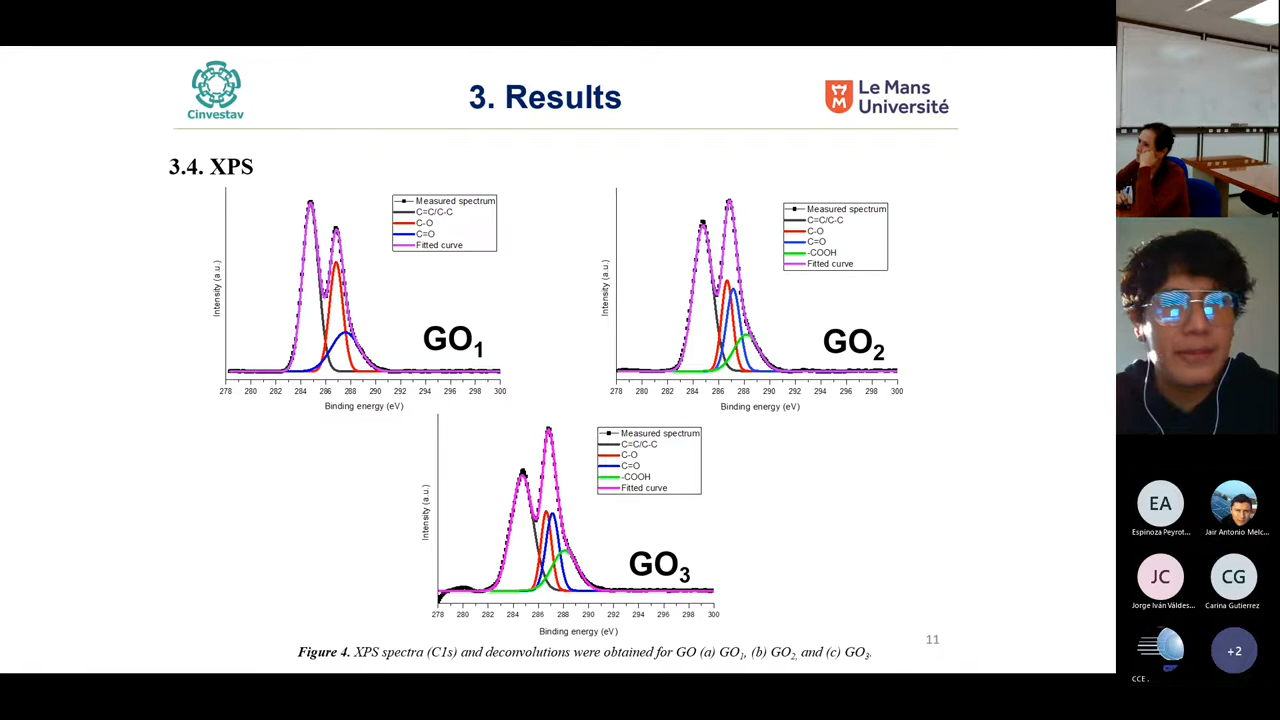 Cinvestav
3. Results
Le Mans
Université
3.4. XPS
Intensity (a.u.)
Measured spectrum
C=C/C-C
C-O
C=O
Fitted curve
GO1
278 280 282 284 286 288 290 292 294 296 298 300
Binding energy (eV)
Intensity (a.u.)
Measured spectrum
C=C/C-C
C-O
C=O
-COOH
Fitted curve
GO2
278 280 282 284 286 288 290 292 294 296 298 300
Binding energy (eV)
Intensity (a.u.)
Measured spectrum
C=C/C-C
C-O
C=O
-COOH
Fitted curve
GO3
278 280 282 284 286 288 290 292 294 296 298 300
Binding energy (eV)
11
Figure 4. XPS spectra (C1s) and deconvolutions were obtained for GO (a) GO1, (b) GO2, and (c) GO3.
EA
Espinoza Peyrot...
Jair Antonio Melc...
JC
Jorge Iván Váldes...
CG
Carina Gutierrez
CCE .
+2